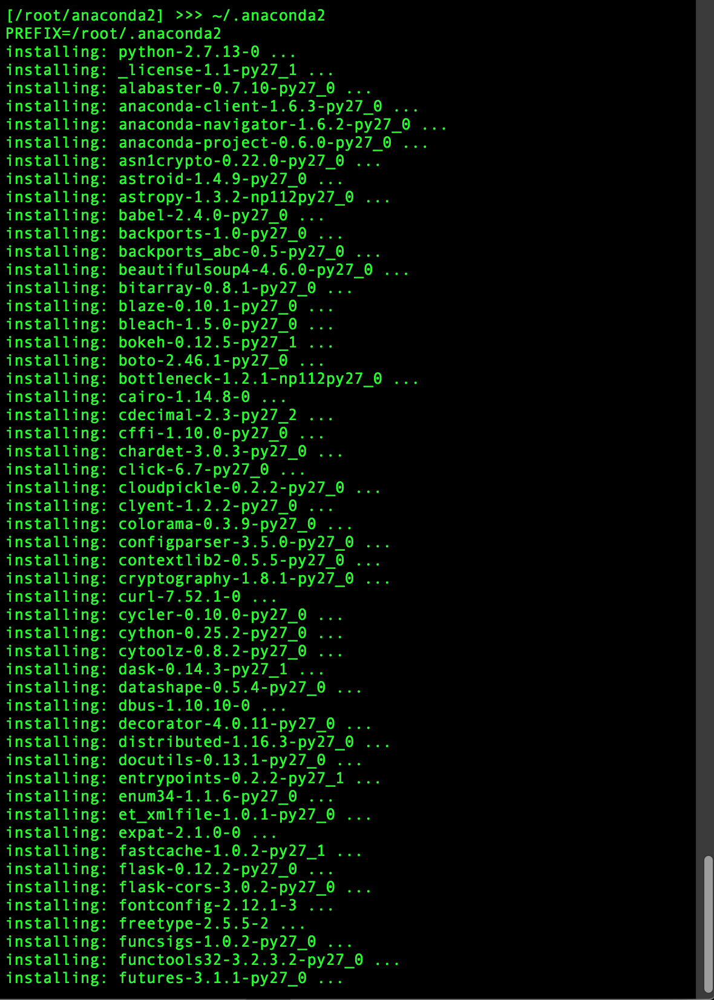 [/root/anaconda2] >>> ~/.anaconda2
PREFIX=/root/.anaconda2
installing: python-2.7.13-0 ...
installing: _license-1.1-py27_1 ...
installing: alabaster-0.7.10-py27_0 ...
installing: anaconda-client-1.6.3-py27_0 ...
installing: anaconda-navigator-1.6.2-py27_0 ...
installing: anaconda-project-0.6.0-py27_0 ...
installing: asn1crypto-0.22.0-py27_0 ...
installing: astroid-1.4.9-py27_0 ...
installing: astropy-1.3.2-np112py27_0 ...
installing: babel-2.4.0-py27_0 ...
installing: backports-1.0-py27_0 ...
installing: backports_abc-0.5-py27_0 ...
installing: beautifulsoup4-4.6.0-py27_0 ...
installing: bitarray-0.8.1-py27_0 ...
installing: blaze-0.10.1-py27_0 ...
installing: bleach-1.5.0-py27_0 ...
installing: bokeh-0.12.5-py27_1 ...
installing: boto-2.46.1-py27_0 ...
installing: bottleneck-1.2.1-np112py27_0 ...
installing: cairo-1.14.8-0 ...
installing: cdecimal-2.3-py27_2 ...
installing: cffi-1.10.0-py27_0 ...
installing: chardet-3.0.3-py27_0 ...
installing: click-6.7-py27_0 ...
installing: cloudpickle-0.2.2-py27_0 ...
installing: clyent-1.2.2-py27_0 ...
installing: colorama-0.3.9-py27_0 ...
installing: configparser-3.5.0-py27_0 ...
installing: contextlib2-0.5.5-py27_0 ...
installing: cryptography-1.8.1-py27_0 ...
installing: curl-7.52.1-0 ...
installing: cycler-0.10.0-py27_0 ...
installing: cython-0.25.2-py27_0 ...
installing: cytoolz-0.8.2-py27_0 ...
installing: dask-0.14.3-py27_1 ...
installing: datashape-0.5.4-py27_0 ...
installing: dbus-1.10.10-0 ...
installing: decorator-4.0.11-py27_0 ...
installing: distributed-1.16.3-py27_0 ...
installing: docutils-0.13.1-py27_0 ...
installing: entrypoints-0.2.2-py27_1 ...
installing: enum34-1.1.6-py27_0 ...
installing: et_xmlfile-1.0.1-py27_0 ...
installing: expat-2.1.0-0 ...
installing: fastcache-1.0.2-py27_1 ...
installing: flask-0.12.2-py27_0 ...
installing: flask-cors-3.0.2-py27_0 ...
installing: fontconfig-2.12.1-3 ...
installing: freetype-2.5.5-2 ...
installing: funcsigs-1.0.2-py27_0 ...
installing: functools32-3.2.3.2-py27_0 ...
installing: futures-3.1.1-py27_0 ...